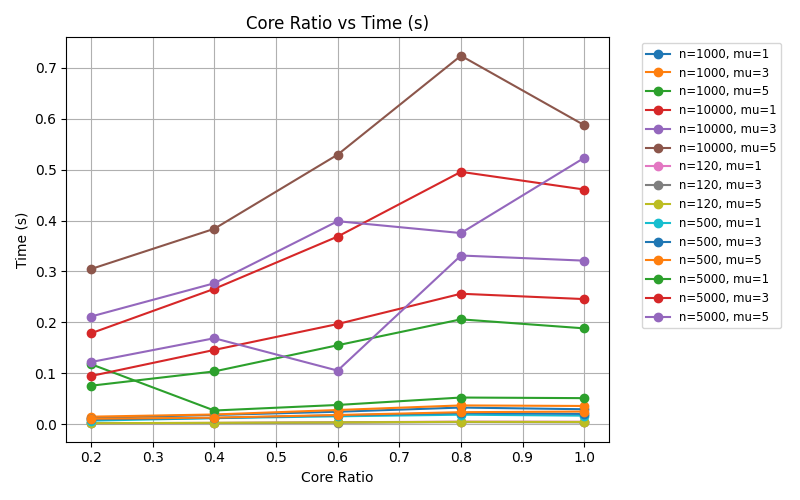 Core Ratio vs Time (s)
Time (s)
0.7
0.6
0.5
0.4
0.3
0.2
0.1
0.0
0.2
0.3
0.4
0.5
0.6
0.7
0.8
0.9
1.0
Core Ratio
n=1000, mu=1
n=1000, mu=3
n=1000, mu=5
n=10000, mu=1
n=10000, mu=3
n=10000, mu=5
n=120, mu=1
n=120, mu=3
n=120, mu=5
n=500, mu=1
n=500, mu=3
n=500, mu=5
n=5000, mu=1
n=5000, mu=3
n=5000, mu=5